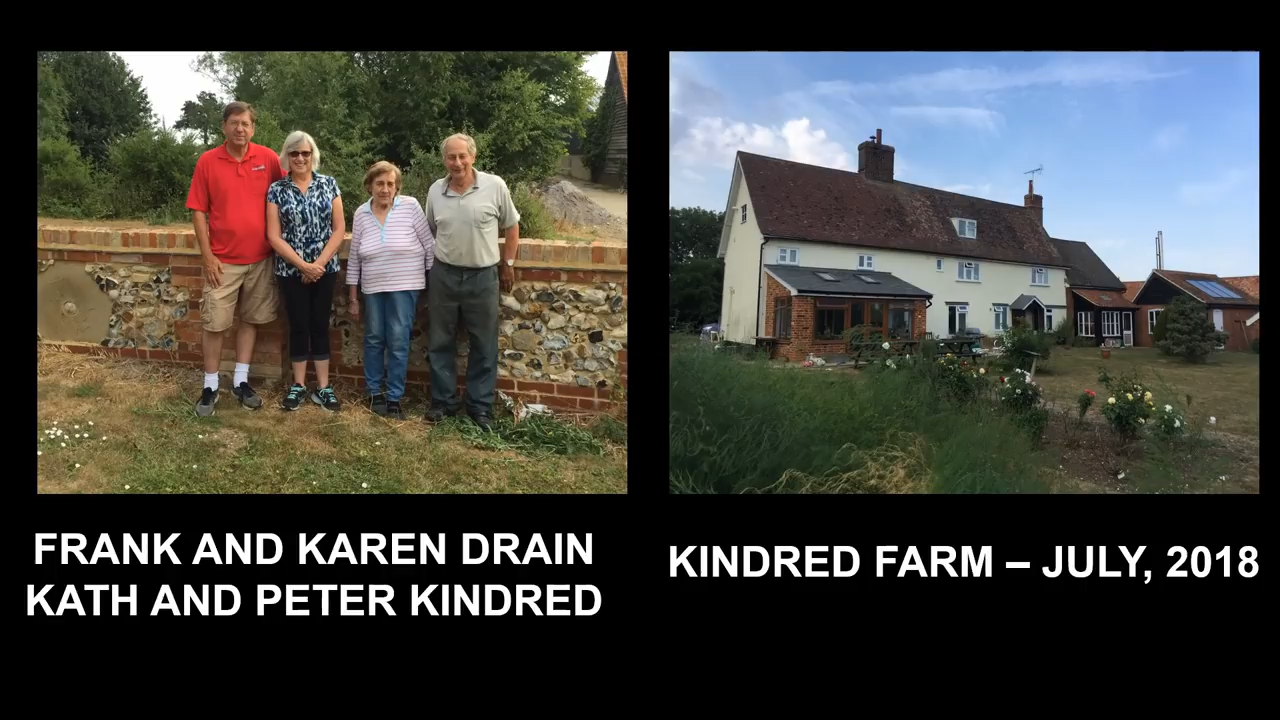 FRANK AND KAREN DRAIN
KATH AND PETER KINDRED
KINDRED FARM – JULY, 2018